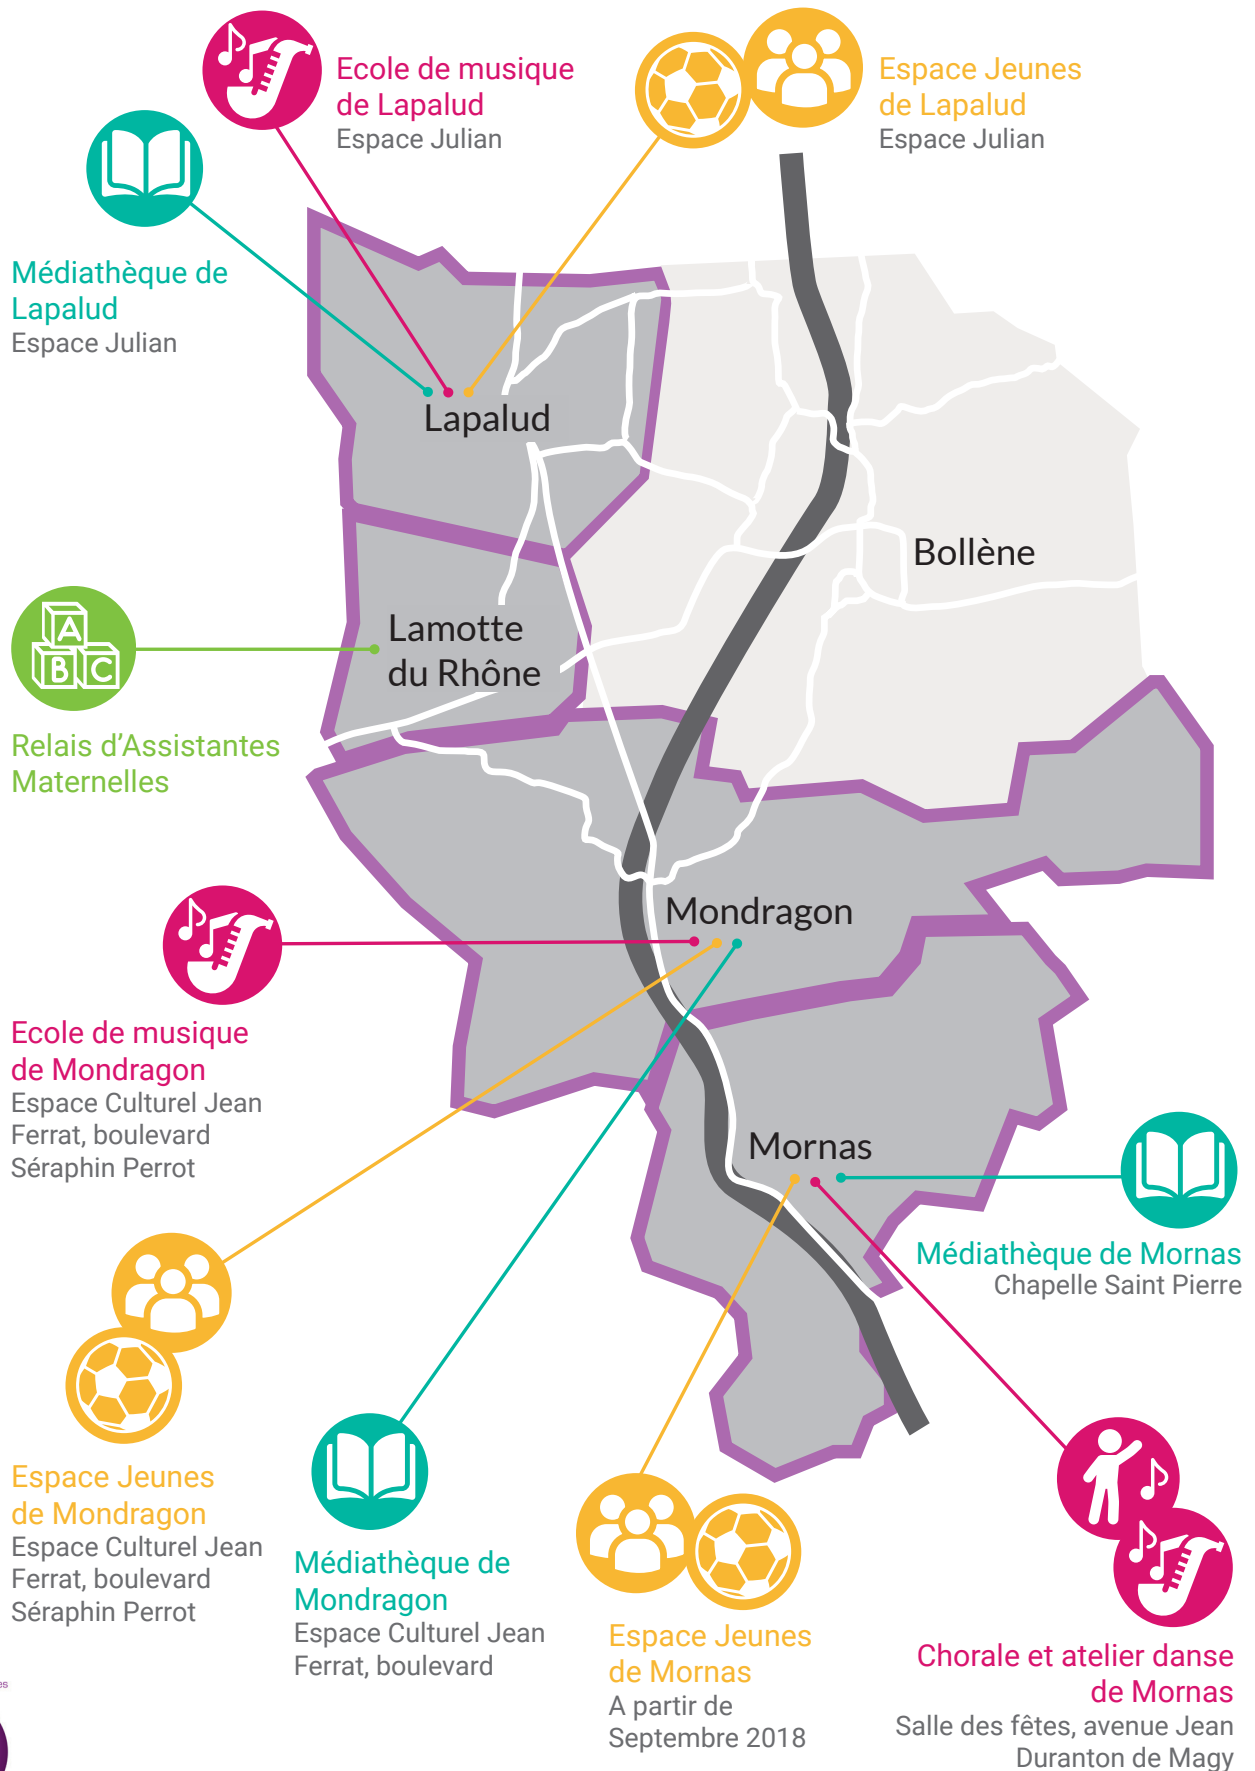 Ecole de musique
de Lapalud
Espace Julian
Espace Jeunes
de Lapalud
Espace Julian
Médiathèque de
Lapalud
Espace Julian
Lapalud
Bollène
Lamotte
du Rhône
A
B
C
Relais d’Assistantes
Maternelles
Mondragon
Ecole de musique
de Mondragon
Espace Culturel Jean
Ferrat, boulevard
Séraphin Perrot
Mornas
Médiathèque de Mornas
Chapelle Saint Pierre
Espace Jeunes
de Mondragon
Espace Culturel Jean
Ferrat, boulevard
Séraphin Perrot
Médiathèque de
Mondragon
Espace Culturel Jean
Ferrat, boulevard
Espace Jeunes
de Mornas
A partir de
Septembre 2018
Chorale et atelier danse
de Mornas
Salle des fêtes, avenue Jean
Duranton de Magy